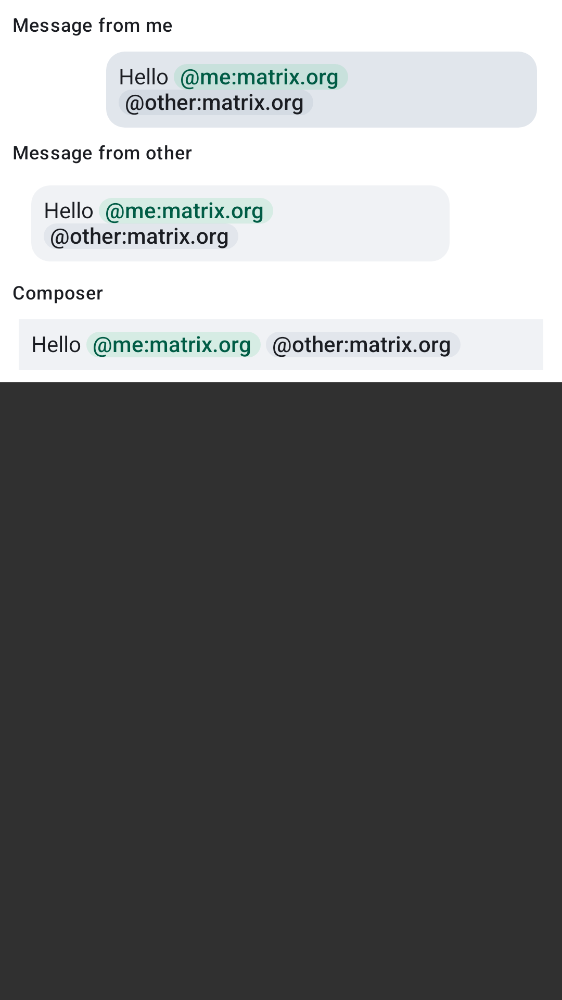 Message from me
Hello @me:matrix.org
@other:matrix.org
Message from other
Hello @me:matrix.org
@other:matrix.org
Composer
Hello @me:matrix.org @other:matrix.org